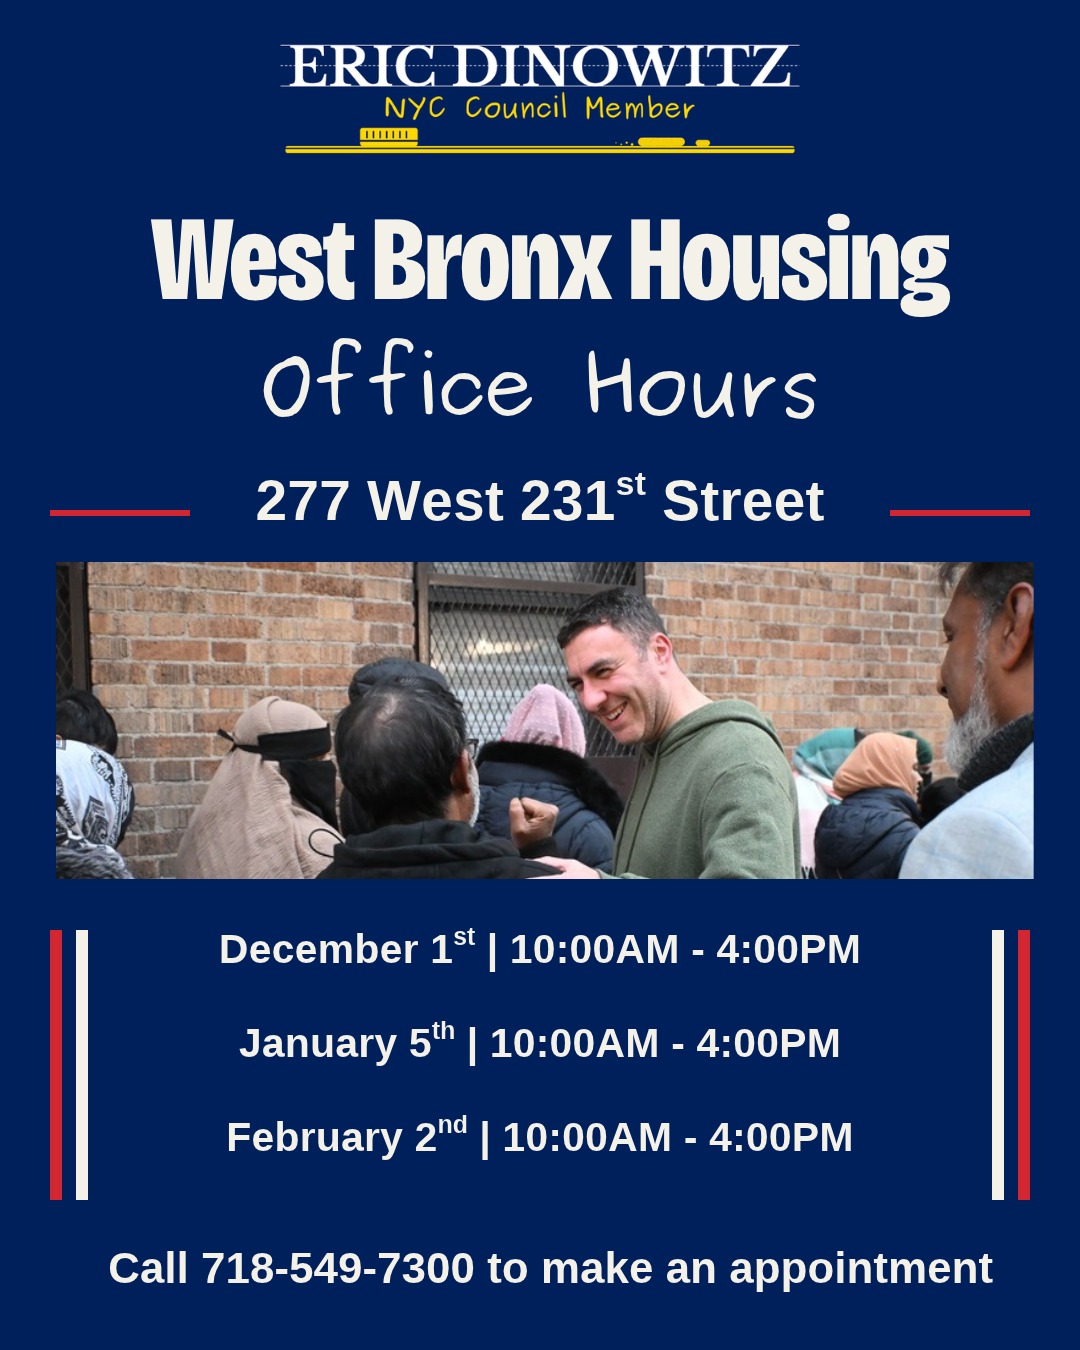 ERIC DINOWITZ
NYC Council Member
West Bronx Housing
Office Hours
277 West 231st Street
December 1st | 10:00AM - 4:00PM
January 5th | 10:00AM - 4:00PM
February 2nd | 10:00AM - 4:00PM
Call 718-549-7300 to make an appointment